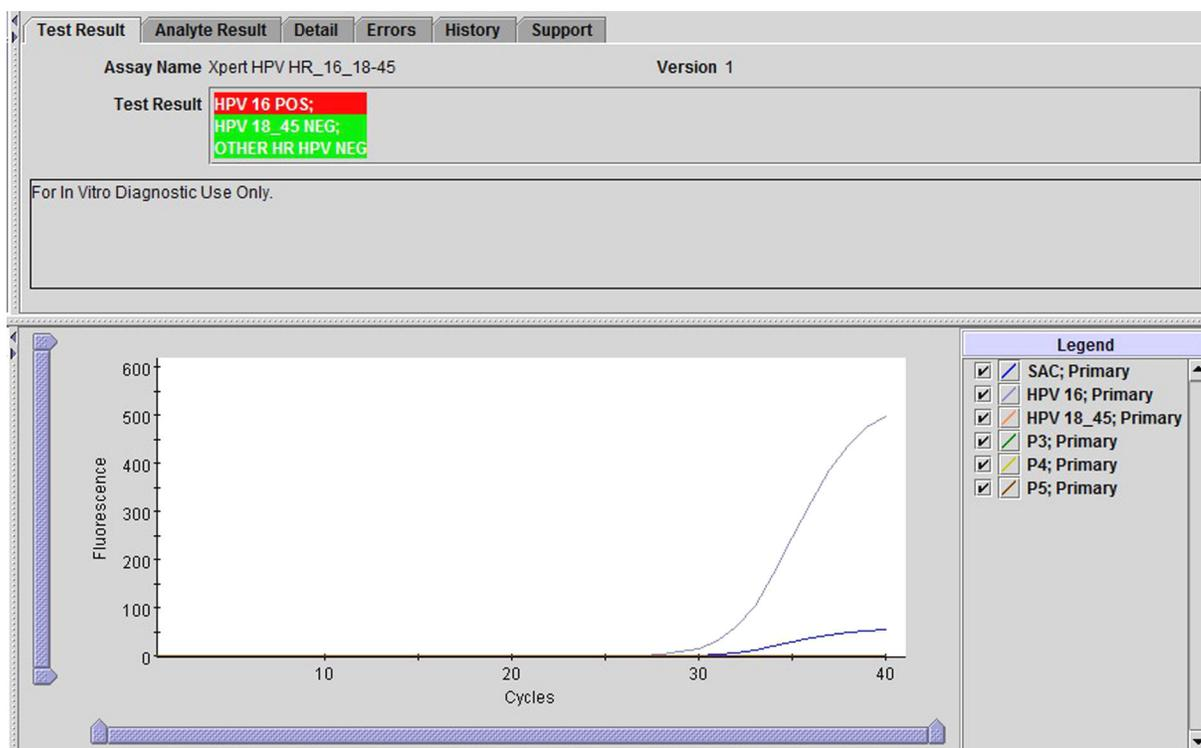 Test Result Analyte Result Detail Errors History Support
Assay Name Xpert HPV HR_16_18-45 Version 1
Test Result HPV 16 POS;
HPV 18_45 NEG;
OTHER HR HPV NEG
For In Vitro Diagnostic Use Only.
600
500
400
300
200
100
0
Fluorescence
10 20 30 40
Cycles
Legend
SAC; Primary
HPV 16; Primary
HPV 18_45; Primary
P3; Primary
P4; Primary
P5; Primary